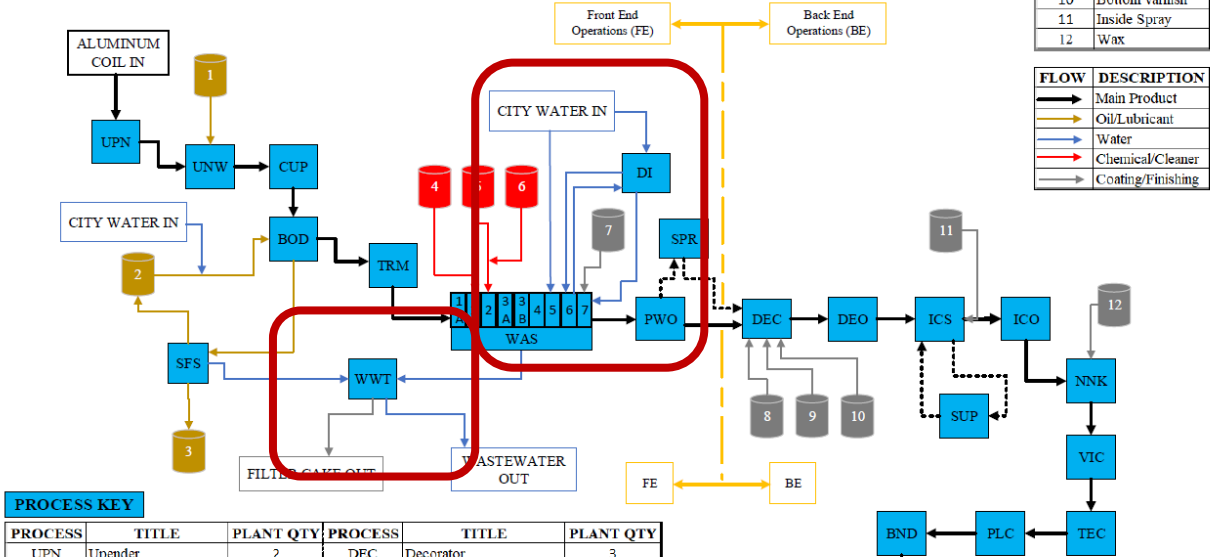 Front End
Operations (FE)
Back End
Operations (BE)
10 Bottom Varnish
11 Inside Spray
12 Wax
ALUMINUM
COIL IN
1
FLOW DESCRIPTION
Main Product
Oil/Lubricant
Water
Chemical/Cleaner
Coating/Finishing
CITY WATER IN
UPN
UNW
CUP
DI
4
6
CITY WATER IN
BOD
7
SPR
11
2
TRM
12
1
A
2
3
A
3
B
4
5
6
7
WAS
PWO
DEC
DEO
ICS
ICO
SFS
WWT
NNK
8
9
10
SUP
3
FILTER CAKE OUT
WASTEWATER
OUT
FE
BE
VIC
PROCESS KEY
BND
PLC
TEC
PROCESS TITLE PLANT QTY PROCESS TITLE PLANT QTY
UPN Upender 2 DEC Decorator 3